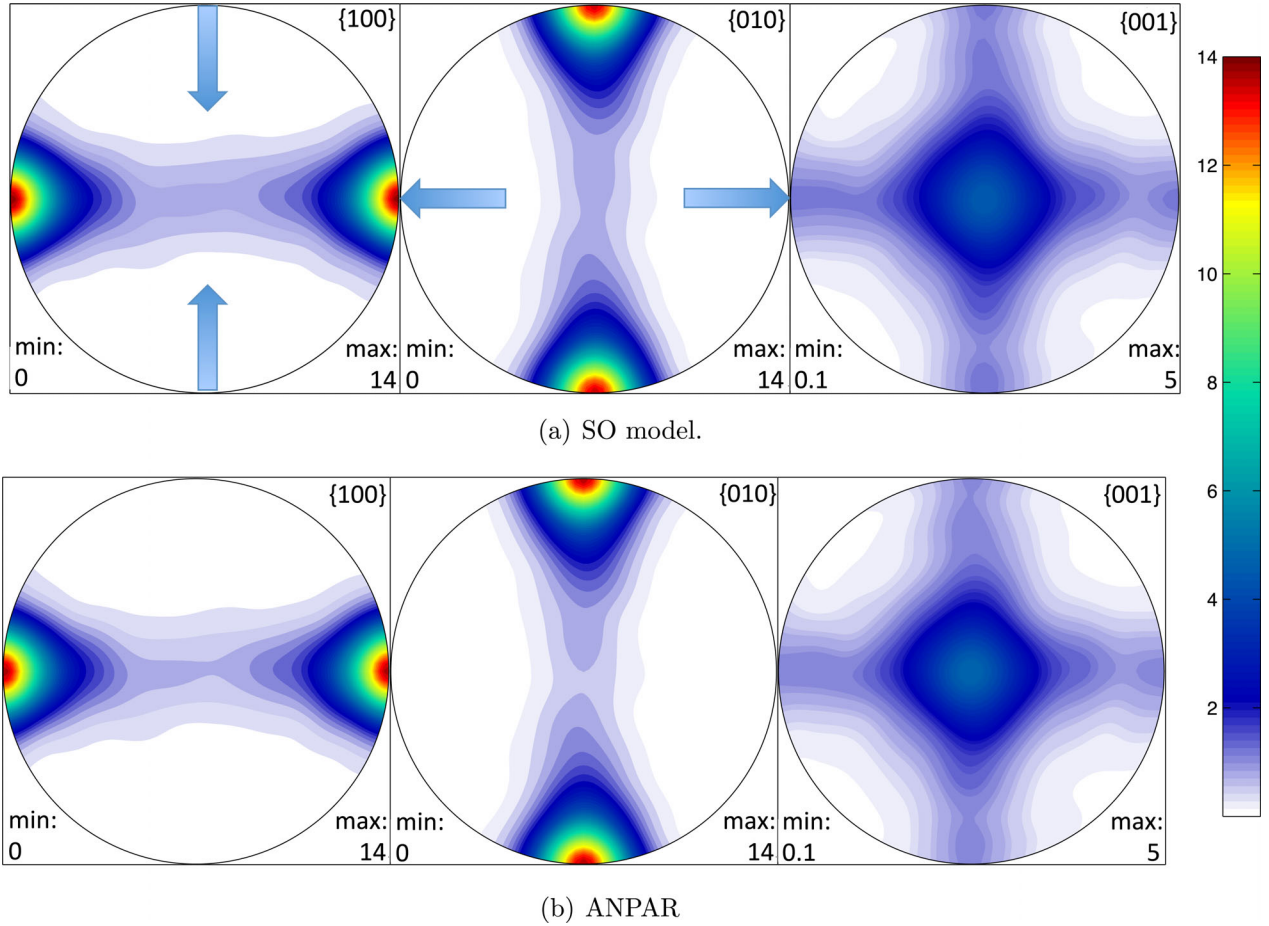 {100} {010} {001}
min: max: min: max: min: max:
0 14 0 14 0.1 5
(a) SO model.
{100} {010} {001}
min: max: min: max: min: max:
0 14 0 14 0.1 5
(b) ANPAR
14
12
10
8
6
4
2